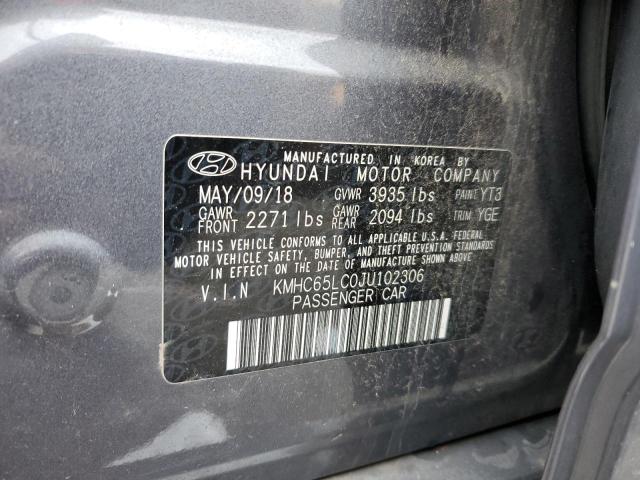 MANUFACTURED IN KOREA BY
HYUNDAI MOTOR COMPANY
MAY/09/18 GVWR 3935 lbs PAINT YT3
GAWR FRONT 2271 lbs GAWR REAR 2094 lbs TRIM YGE
THIS VEHICLE CONFORMS TO ALL APPLICABLE U.S.A. FEDERAL
MOTOR VEHICLE SAFETY, BUMPER, AND THEFT PREVENTION STANDARDS
IN EFFECT ON THE DATE OF MANUFACTURE SHOWN ABOVE.
V.I.N KMHC65LC0JU102306
PASSENGER CAR